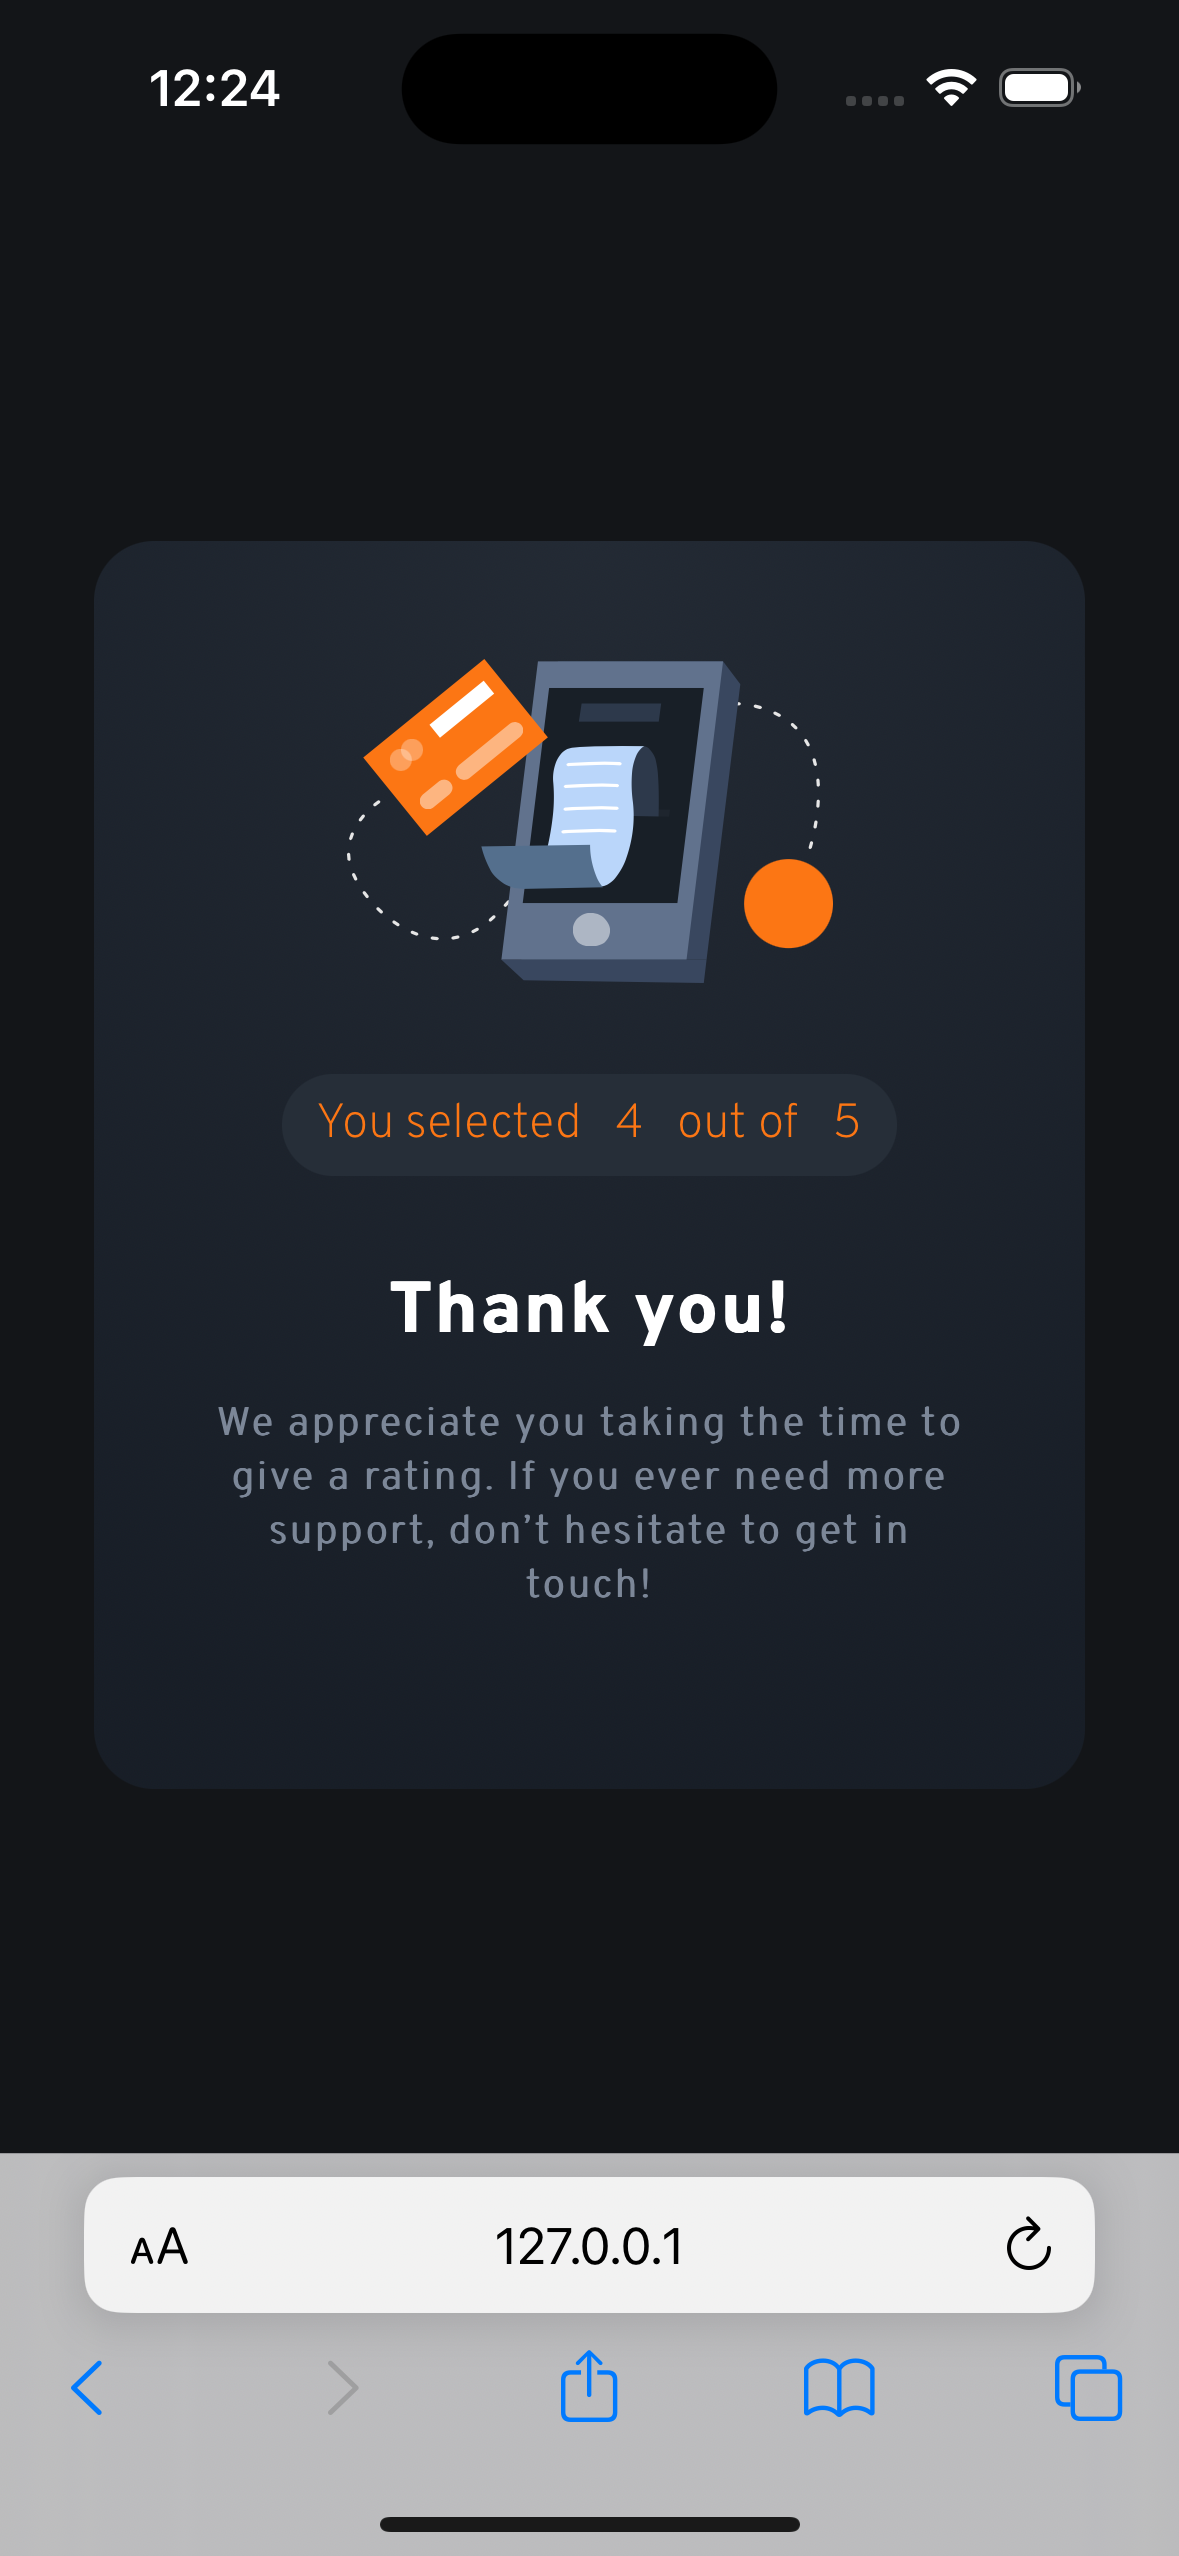 12:24
You selected 4 out of 5
Thank you!
We appreciate you taking the time to
give a rating. If you ever need more
support, don’t hesitate to get in
touch!
AA 127.0.0.1